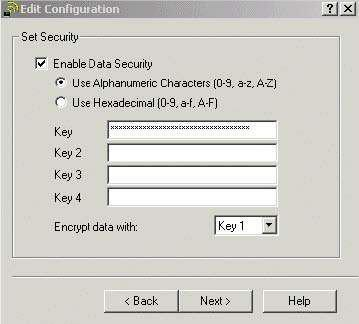 Edit Configuration
Set Security
Enable Data Security
Use Alphanumeric Characters (0-9, a-z, A-Z)
Use Hexadecimal (0-9, a-f, A-F)
Key
Key 2
Key 3
Key 4
Encrypt data with: Key 1
< Back Next > Help